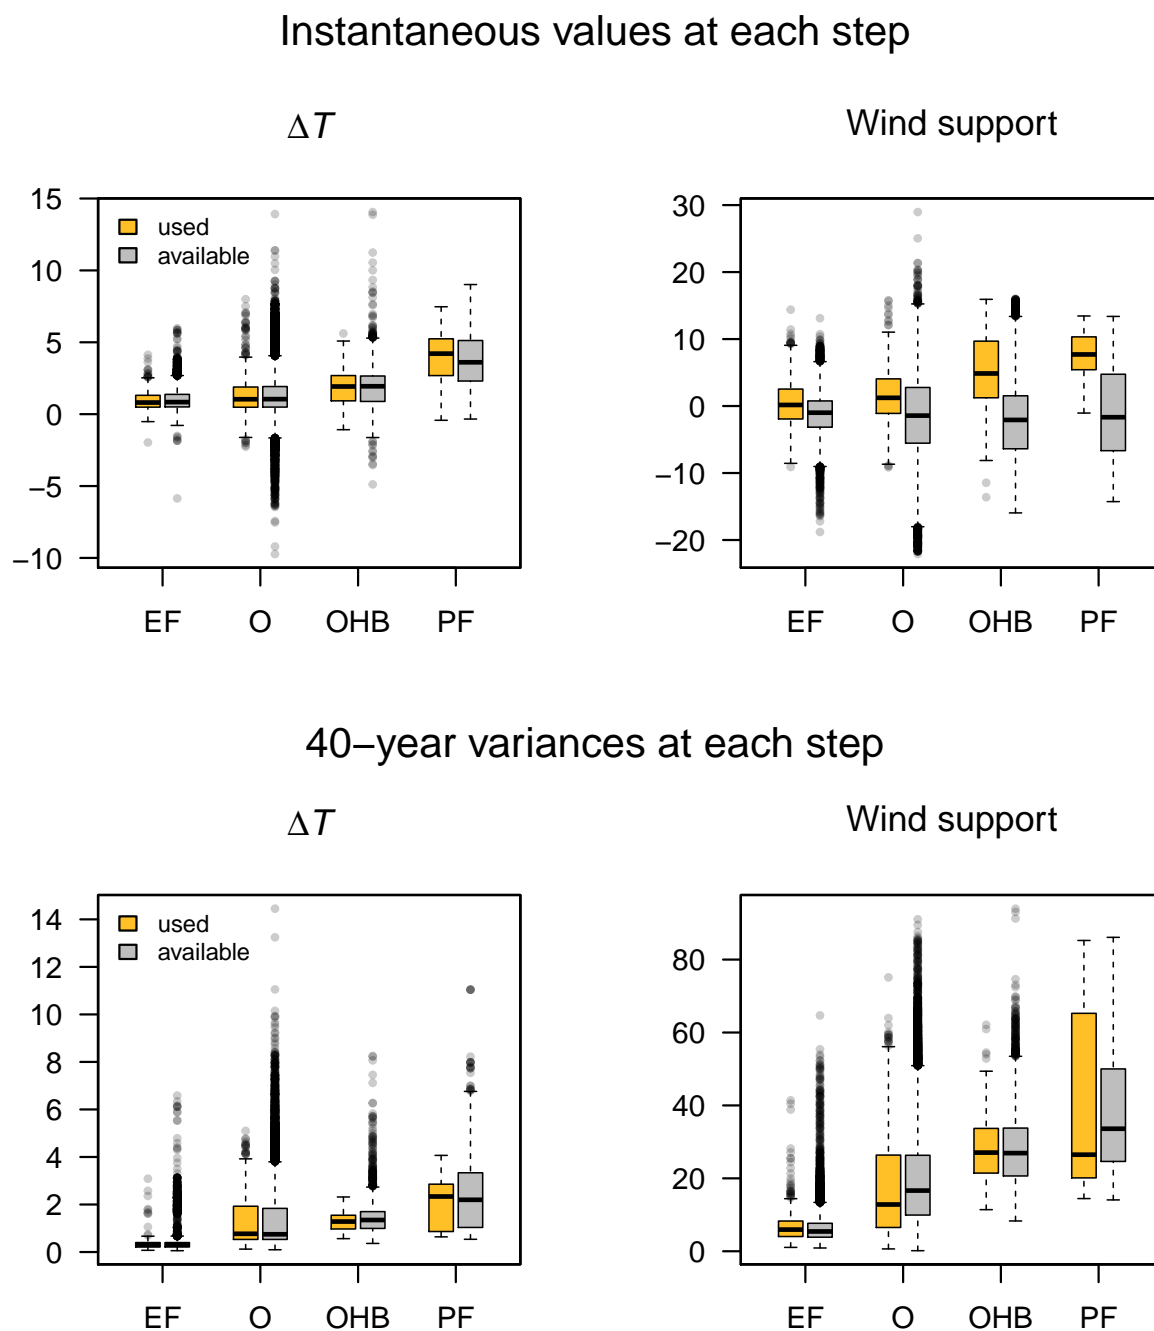 Instantaneous values at each step
ΔT
Wind support
used
available
15
10
5
0
−5
−10
EF O OHB PF
30
20
10
0
−10
−20
EF O OHB PF
40−year variances at each step
ΔT
Wind support
used
available
14
12
10
8
6
4
2
0
EF O OHB PF
80
60
40
20
0
EF O OHB PF